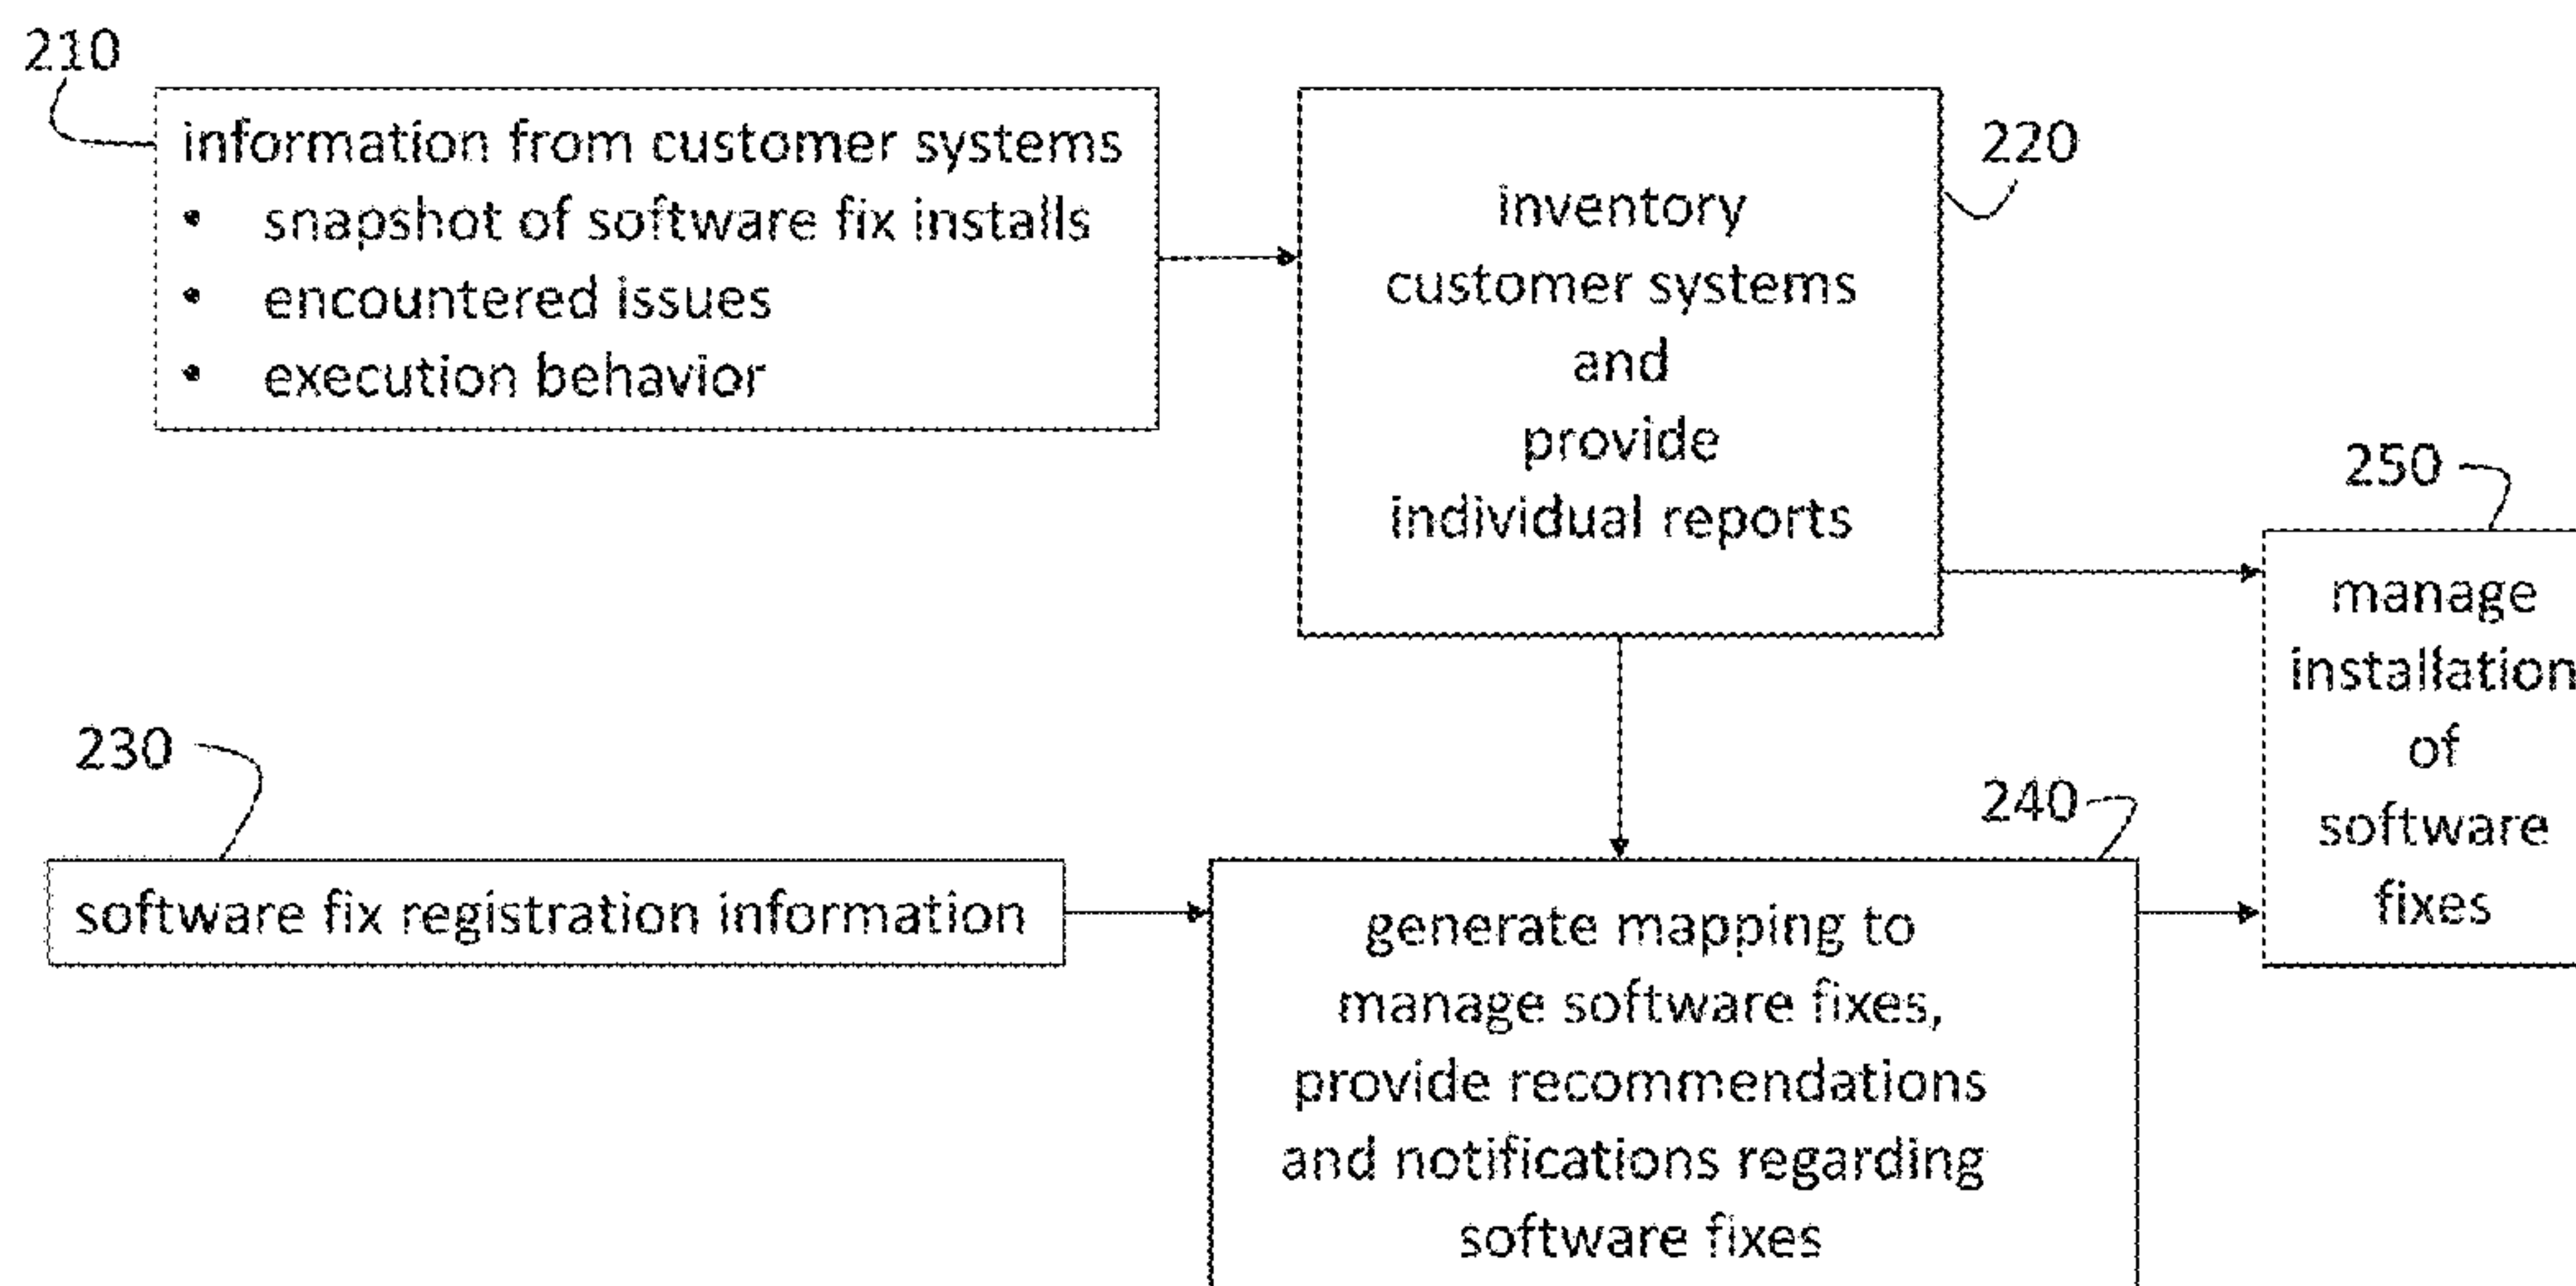 210
information from customer systems
• snapshot of software fix installs
• encountered issues
• execution behavior
220
inventory
customer systems
and
provide
individual reports
250
manage
installation
of
software
fixes
230
software fix registration information
240
generate mapping to
manage software fixes,
provide recommendations
and notifications regarding
software fixes